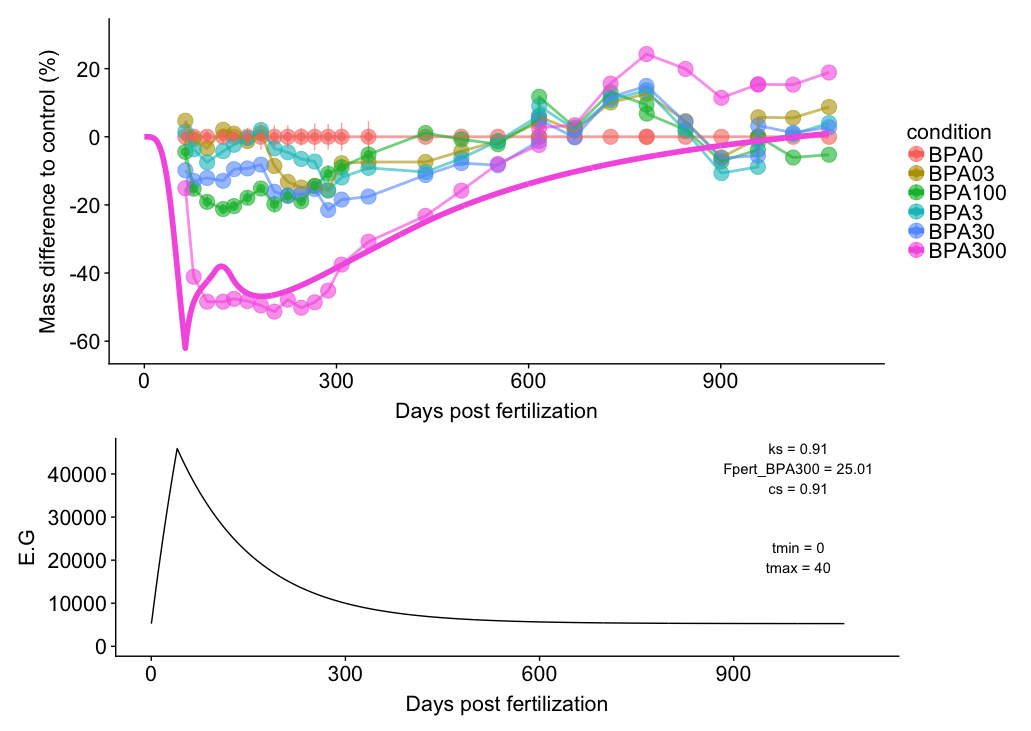 Mass difference to control (%)
20
0
-20
-40
-60
0 300 600 900
Days post fertilization
condition
BPA0
BPA03
BPA100
BPA3
BPA30
BPA300
E.G
40000
30000
20000
10000
0
ks = 0.91
Fpert_BPA300 = 25.01
cs = 0.91
tmin = 0
tmax = 40
0 300 600 900
Days post fertilization